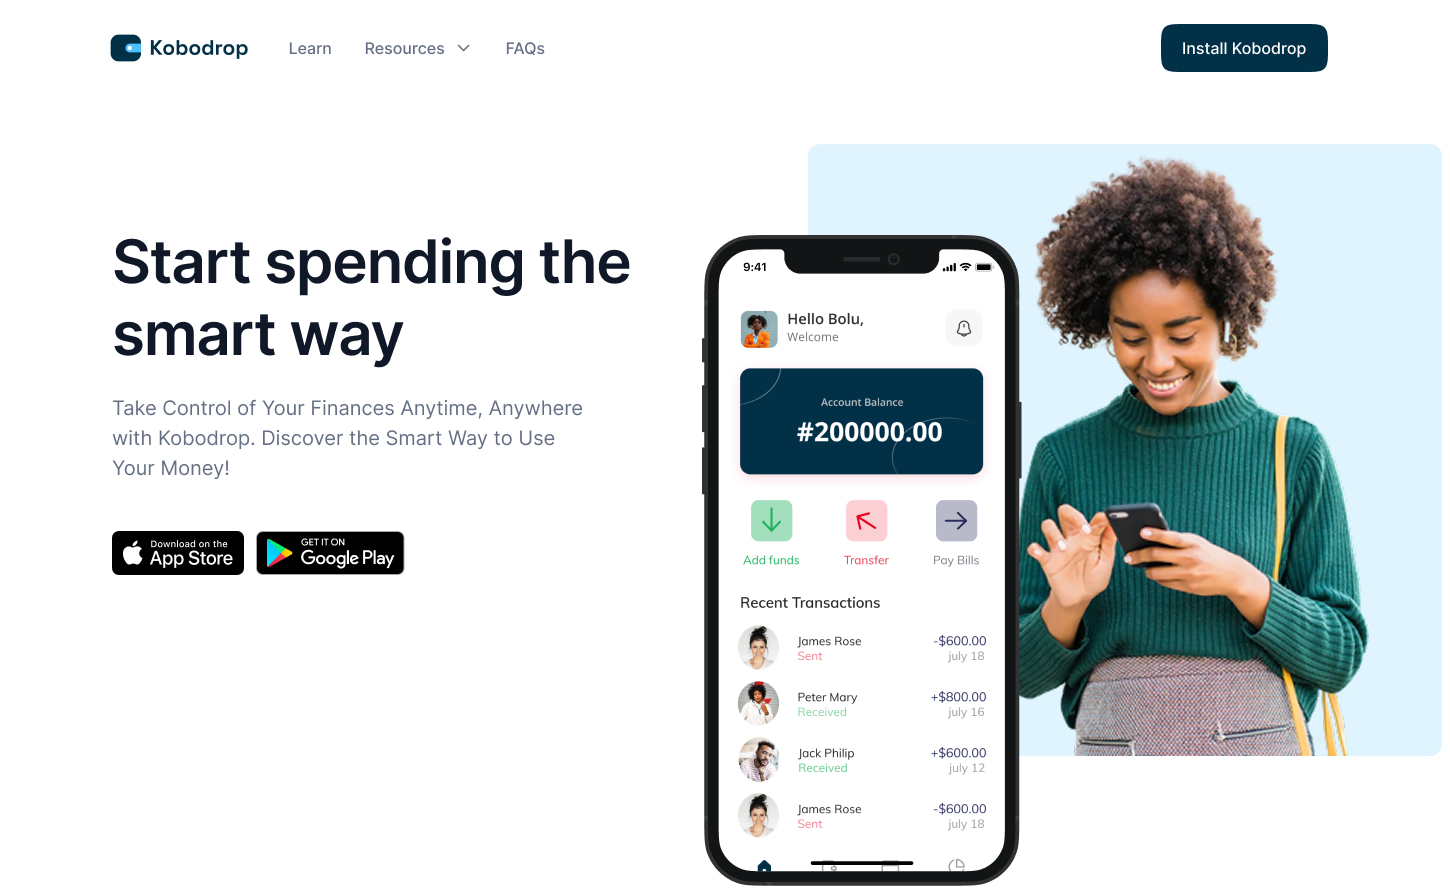 Kobodrop
Learn
Resources
FAQs
Install Kobodrop
Start spending the
smart way
Take Control of Your Finances Anytime, Anywhere
with Kobodrop. Discover the Smart Way to Use
Your Money!
Download on the
App Store
GET IT ON
Google Play
9:41
Hello Bolu,
Welcome
Account Balance
#200000.00
Add funds
Transfer
Pay Bills
Recent Transactions
James Rose
-$600.00
Sent
july 18
Peter Mary
+$800.00
Received
july 16
Jack Philip
+$600.00
Received
july 12
James Rose
-$600.00
Sent
july 18